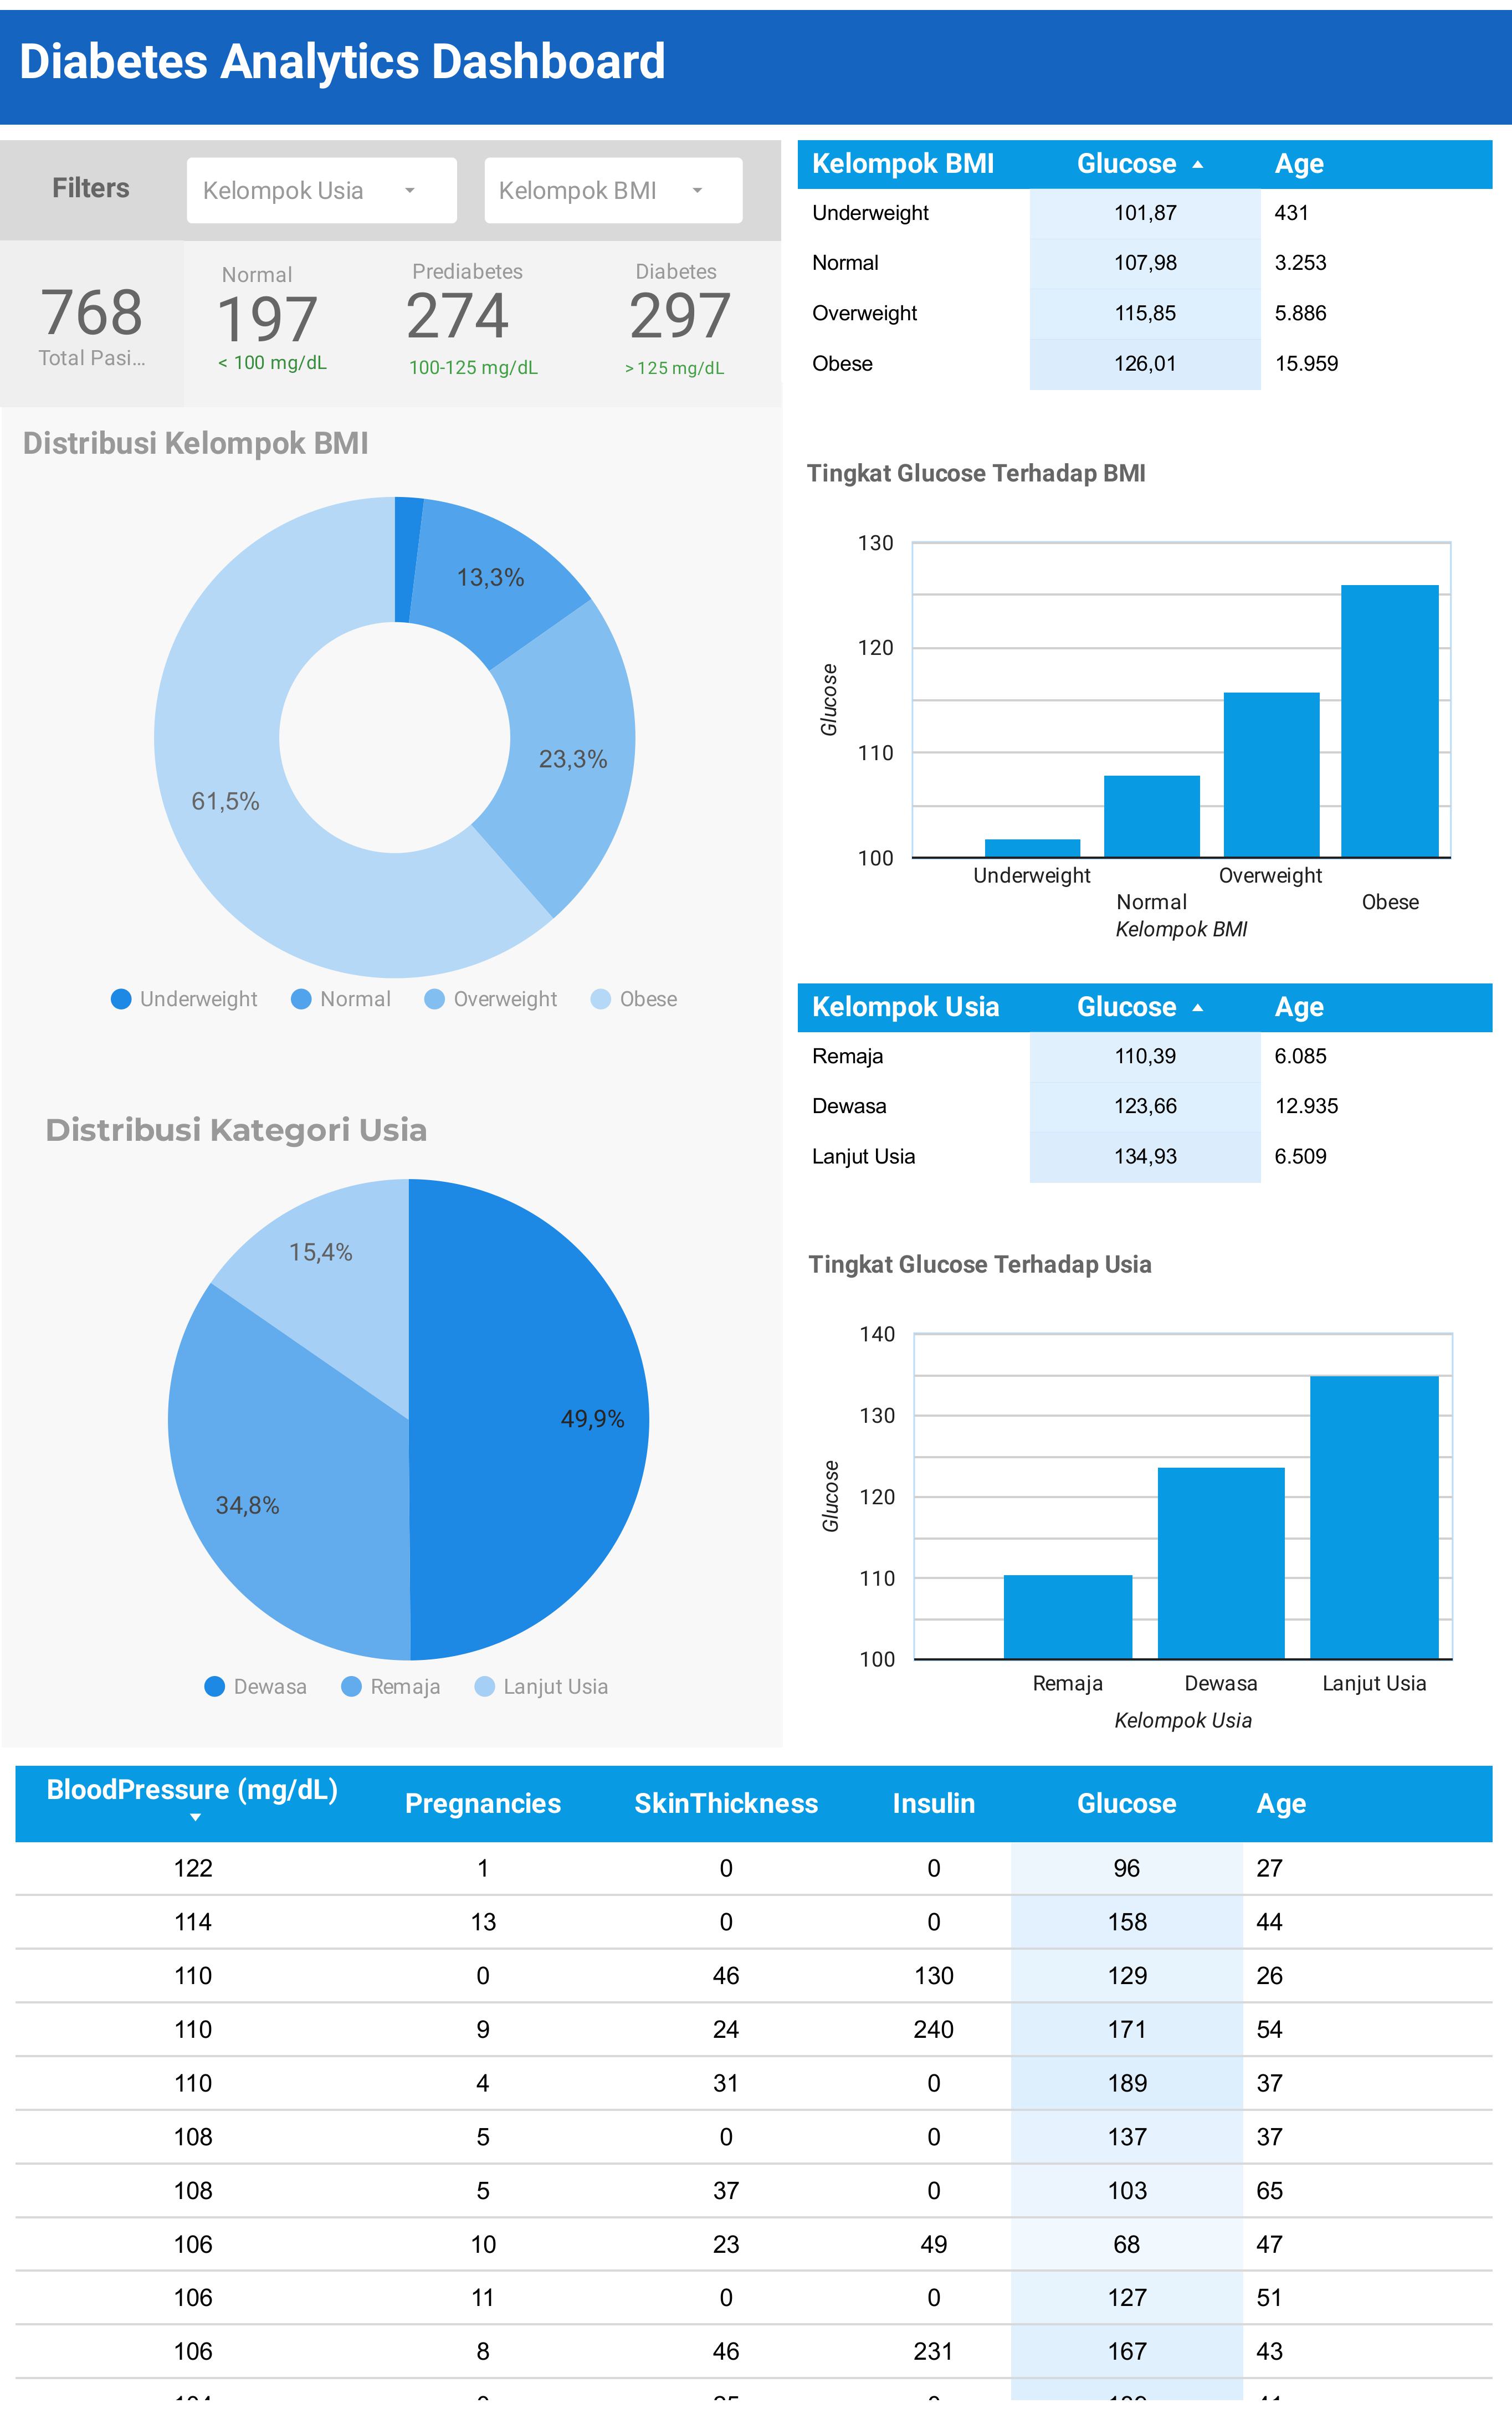 Diabetes Analytics Dashboard
Filters
Kelompok Usia
Kelompok BMI
768
Total Pasi...
Normal
197
< 100 mg/dL
Prediabetes
274
100-125 mg/dL
Diabetes
297
> 125 mg/dL
Distribusi Kelompok BMI
13,3%
23,3%
61,5%
Underweight Normal Overweight Obese
Distribusi Kategori Usia
15,4%
49,9%
34,8%
Dewasa Remaja Lanjut Usia
Kelompok BMI Glucose Age
Underweight 101,87 431
Normal 107,98 3.253
Overweight 115,85 5.886
Obese 126,01 15.959
Tingkat Glucose Terhadap BMI
130
120
110
100
Glucose
Underweight Overweight
Normal Obese
Kelompok BMI
Kelompok Usia Glucose Age
Remaja 110,39 6.085
Dewasa 123,66 12.935
Lanjut Usia 134,93 6.509
Tingkat Glucose Terhadap Usia
140
130
120
110
100
Glucose
Remaja Dewasa Lanjut Usia
Kelompok Usia
BloodPressure (mg/dL) Pregnancies SkinThickness Insulin Glucose Age
122 1 0 0 96 27
114 13 0 0 158 44
110 0 46 130 129 26
110 9 24 240 171 54
110 4 31 0 189 37
108 5 0 0 137 37
108 5 37 0 103 65
106 10 23 49 68 47
106 11 0 0 127 51
106 8 46 231 167 43